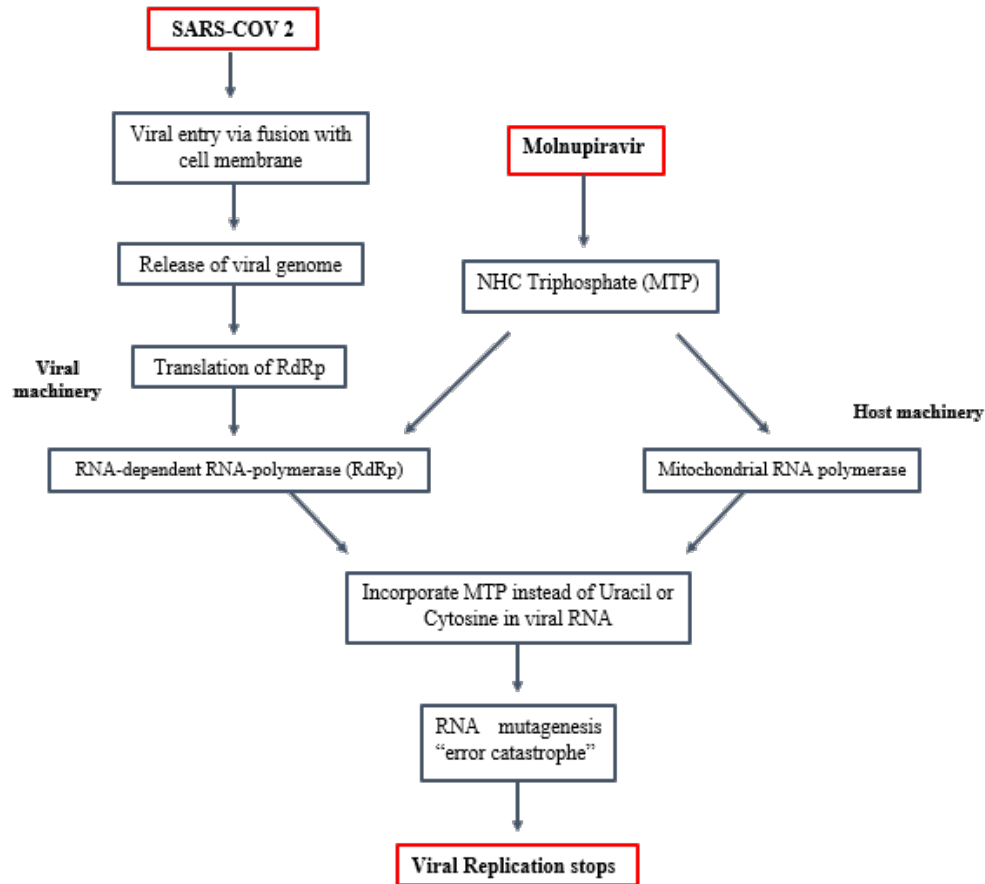 SARS-COV 2
Viral entry via fusion with
cell membrane
Molnupiravir
Release of viral genome
NHC Triphosphate (MTP)
Viral
machinery
Translation of RdRp
Host machinery
RNA-dependent RNA-polymerase (RdRp)
Mitochondrial RNA polymerase
Incorporate MTP instead of Uracil or
Cytosine in viral RNA
RNA mutagenesis
“error catastrophe”
Viral Replication stops